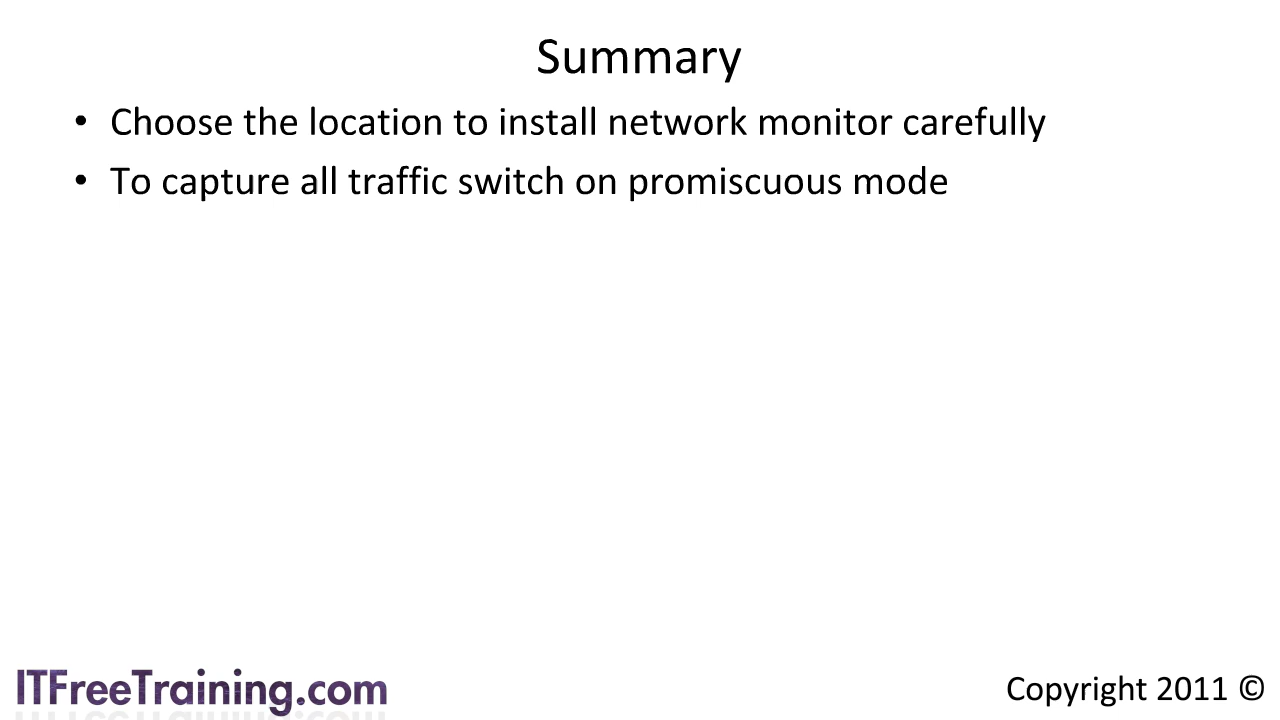 Summary
• Choose the location to install network monitor carefully
• To capture all traffic switch on promiscuous mode
ITFreeTraining.com
Copyright 2011 ©